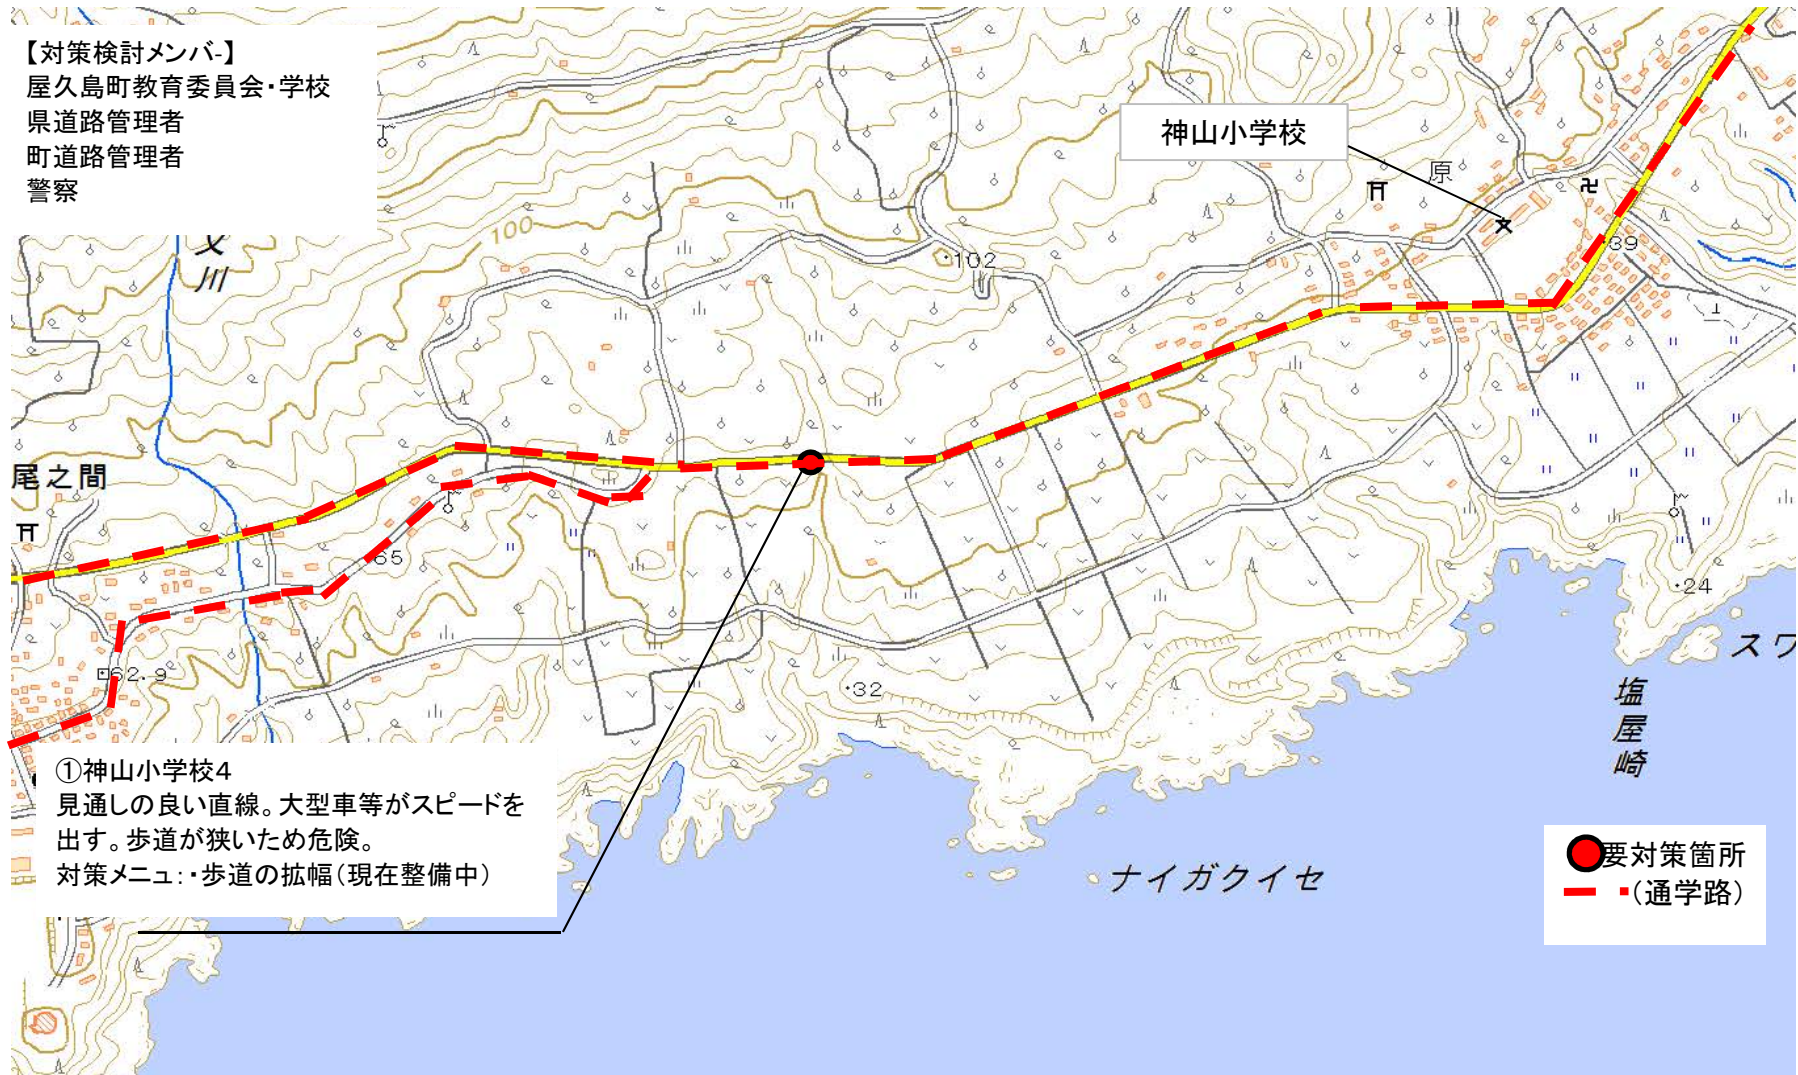 【対策検討メンバ-】
屋久島町教育委員会・学校
県道路管理者
町道路管理者
警察
神山小学校
原
100
102
39
川
尾之間
65
62.9
32
24
スワ
塩屋崎
ナイガクイセ
①神山小学校4
見通しの良い直線。大型車等がスピードを
出す。歩道が狭いため危険。
対策メニュ：・歩道の拡幅（現在整備中）
要対策箇所
（通学路）